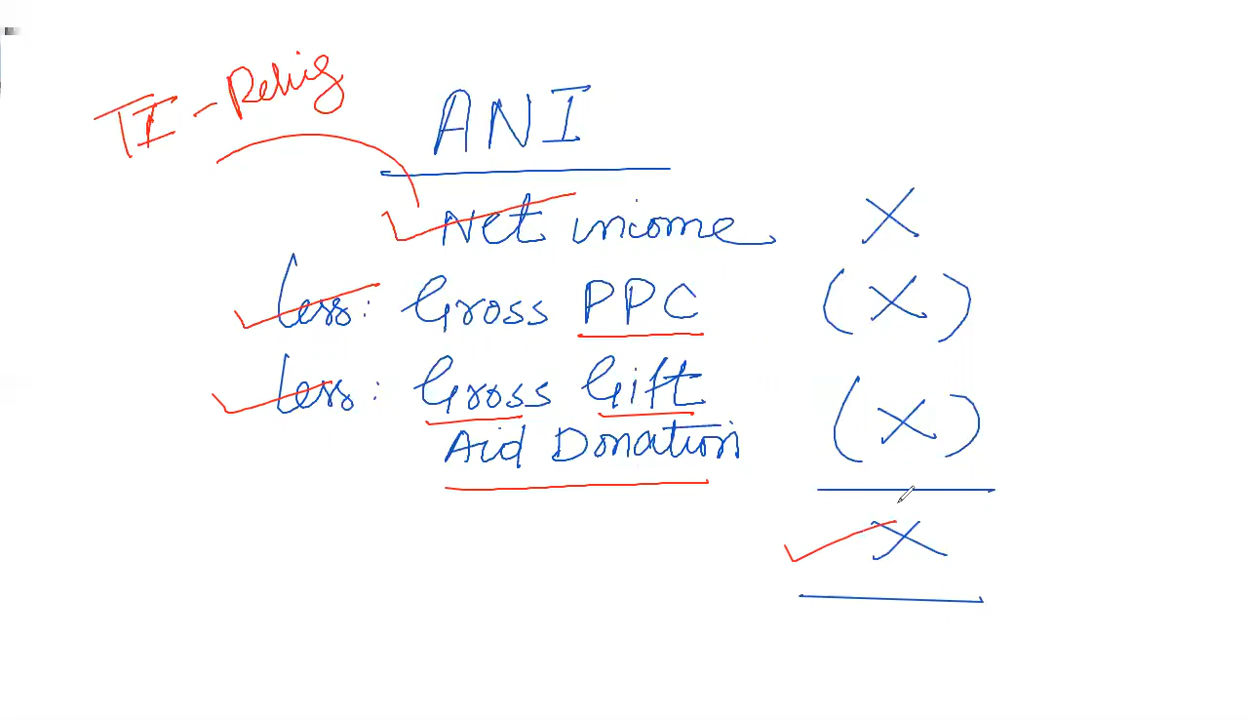 TI - Relief
ANI
Net income X
Less: Gross PPC (X)
Less: Gross Gift (X)
Aid Donation
X